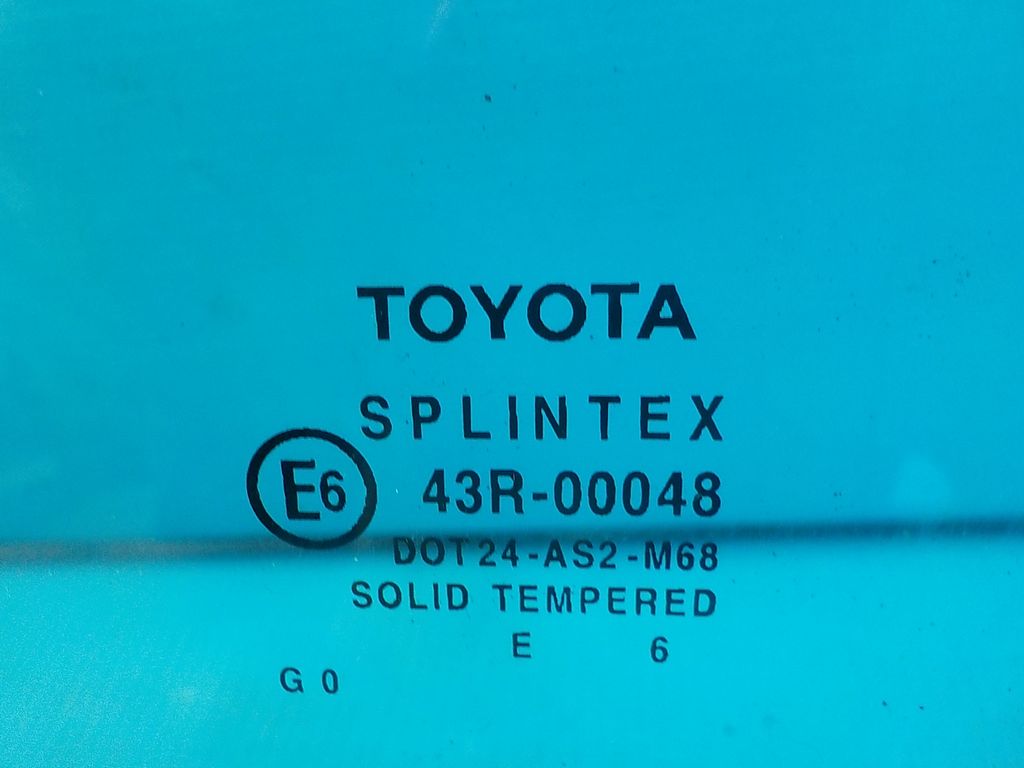 TOYOTA
SPLINTEX
E6 43R-00048
DOT24-AS2-M68
SOLID TEMPERED
E 6
G 0